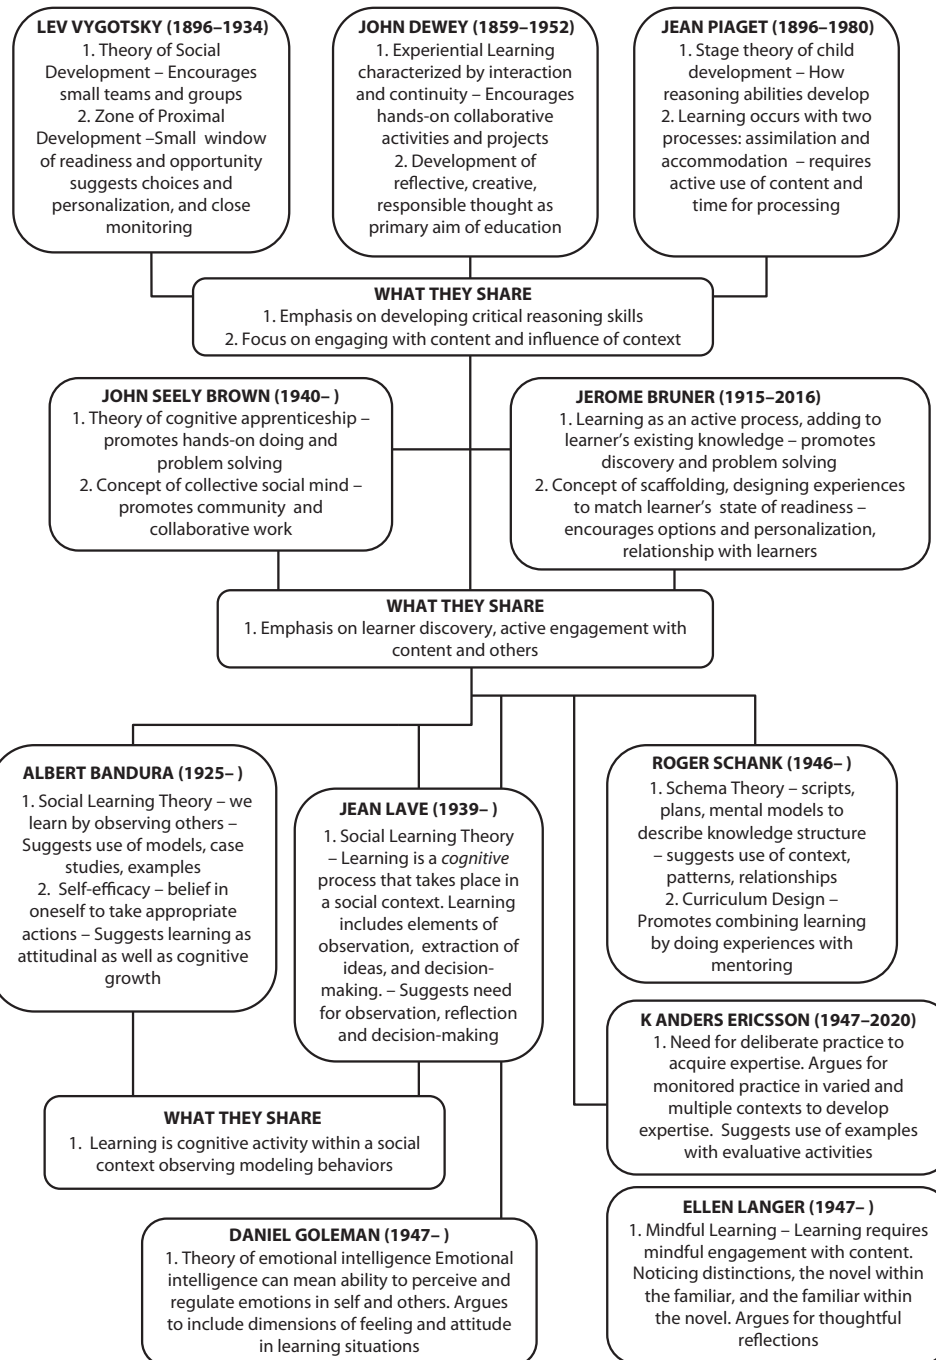 LEV VYGOTSKY (1896–1934)
1. Theory of Social
Development – Encourages
small teams and groups
2. Zone of Proximal
Development –Small window
of readiness and opportunity
suggests choices and
personalization, and close
monitoring
JOHN DEWEY (1859–1952)
1. Experiential Learning
characterized by interaction
and continuity – Encourages
hands-on collaborative
activities and projects
2. Development of
reflective, creative,
responsible thought as
primary aim of education
JEAN PIAGET (1896–1980)
1. Stage theory of child
development – How
reasoning abilities develop
2. Learning occurs with two
processes: assimilation and
accommodation – requires
active use of content and
time for processing
WHAT THEY SHARE
1. Emphasis on developing critical reasoning skills
2. Focus on engaging with content and influence of context
JOHN SEELY BROWN (1940– )
1. Theory of cognitive apprenticeship –
promotes hands-on doing and
problem solving
2. Concept of collective social mind –
promotes community and
collaborative work
JEROME BRUNER (1915–2016)
1. Learning as an active process, adding to
learner’s existing knowledge – promotes
discovery and problem solving
2. Concept of scaffolding, designing experiences
to match learner’s state of readiness –
encourages options and personalization,
relationship with learners
WHAT THEY SHARE
1. Emphasis on learner discovery, active engagement with
content and others
ALBERT BANDURA (1925– )
1. Social Learning Theory – we
learn by observing others –
Suggests use of models, case
studies, examples
2. Self-efficacy – belief in
oneself to take appropriate
actions – Suggests learning as
attitudinal as well as cognitive
growth
JEAN LAVE (1939– )
1. Social Learning Theory
– Learning is a cognitive
process that takes place in
a social context. Learning
includes elements of
observation, extraction of
ideas, and decision-
making. – Suggests need
for observation, reflection
and decision-making
ROGER SCHANK (1946– )
1. Schema Theory – scripts,
plans, mental models to
describe knowledge structure
– suggests use of context,
patterns, relationships
2. Curriculum Design –
Promotes combining learning
by doing experiences with
mentoring
K ANDERS ERICSSON (1947–2020)
1. Need for deliberate practice to
acquire expertise. Argues for
monitored practice in varied and
multiple contexts to develop
expertise. Suggests use of examples
with evaluative activities
WHAT THEY SHARE
1. Learning is cognitive activity within a social
context observing modeling behaviors
DANIEL GOLEMAN (1947– )
1. Theory of emotional intelligence Emotional
intelligence can mean ability to perceive and
regulate emotions in self and others. Argues
to include dimensions of feeling and attitude
in learning situations
ELLEN LANGER (1947– )
1. Mindful Learning – Learning requires
mindful engagement with content.
Noticing distinctions, the novel within
the familiar, and the familiar within
the novel. Argues for thoughtful
reflections